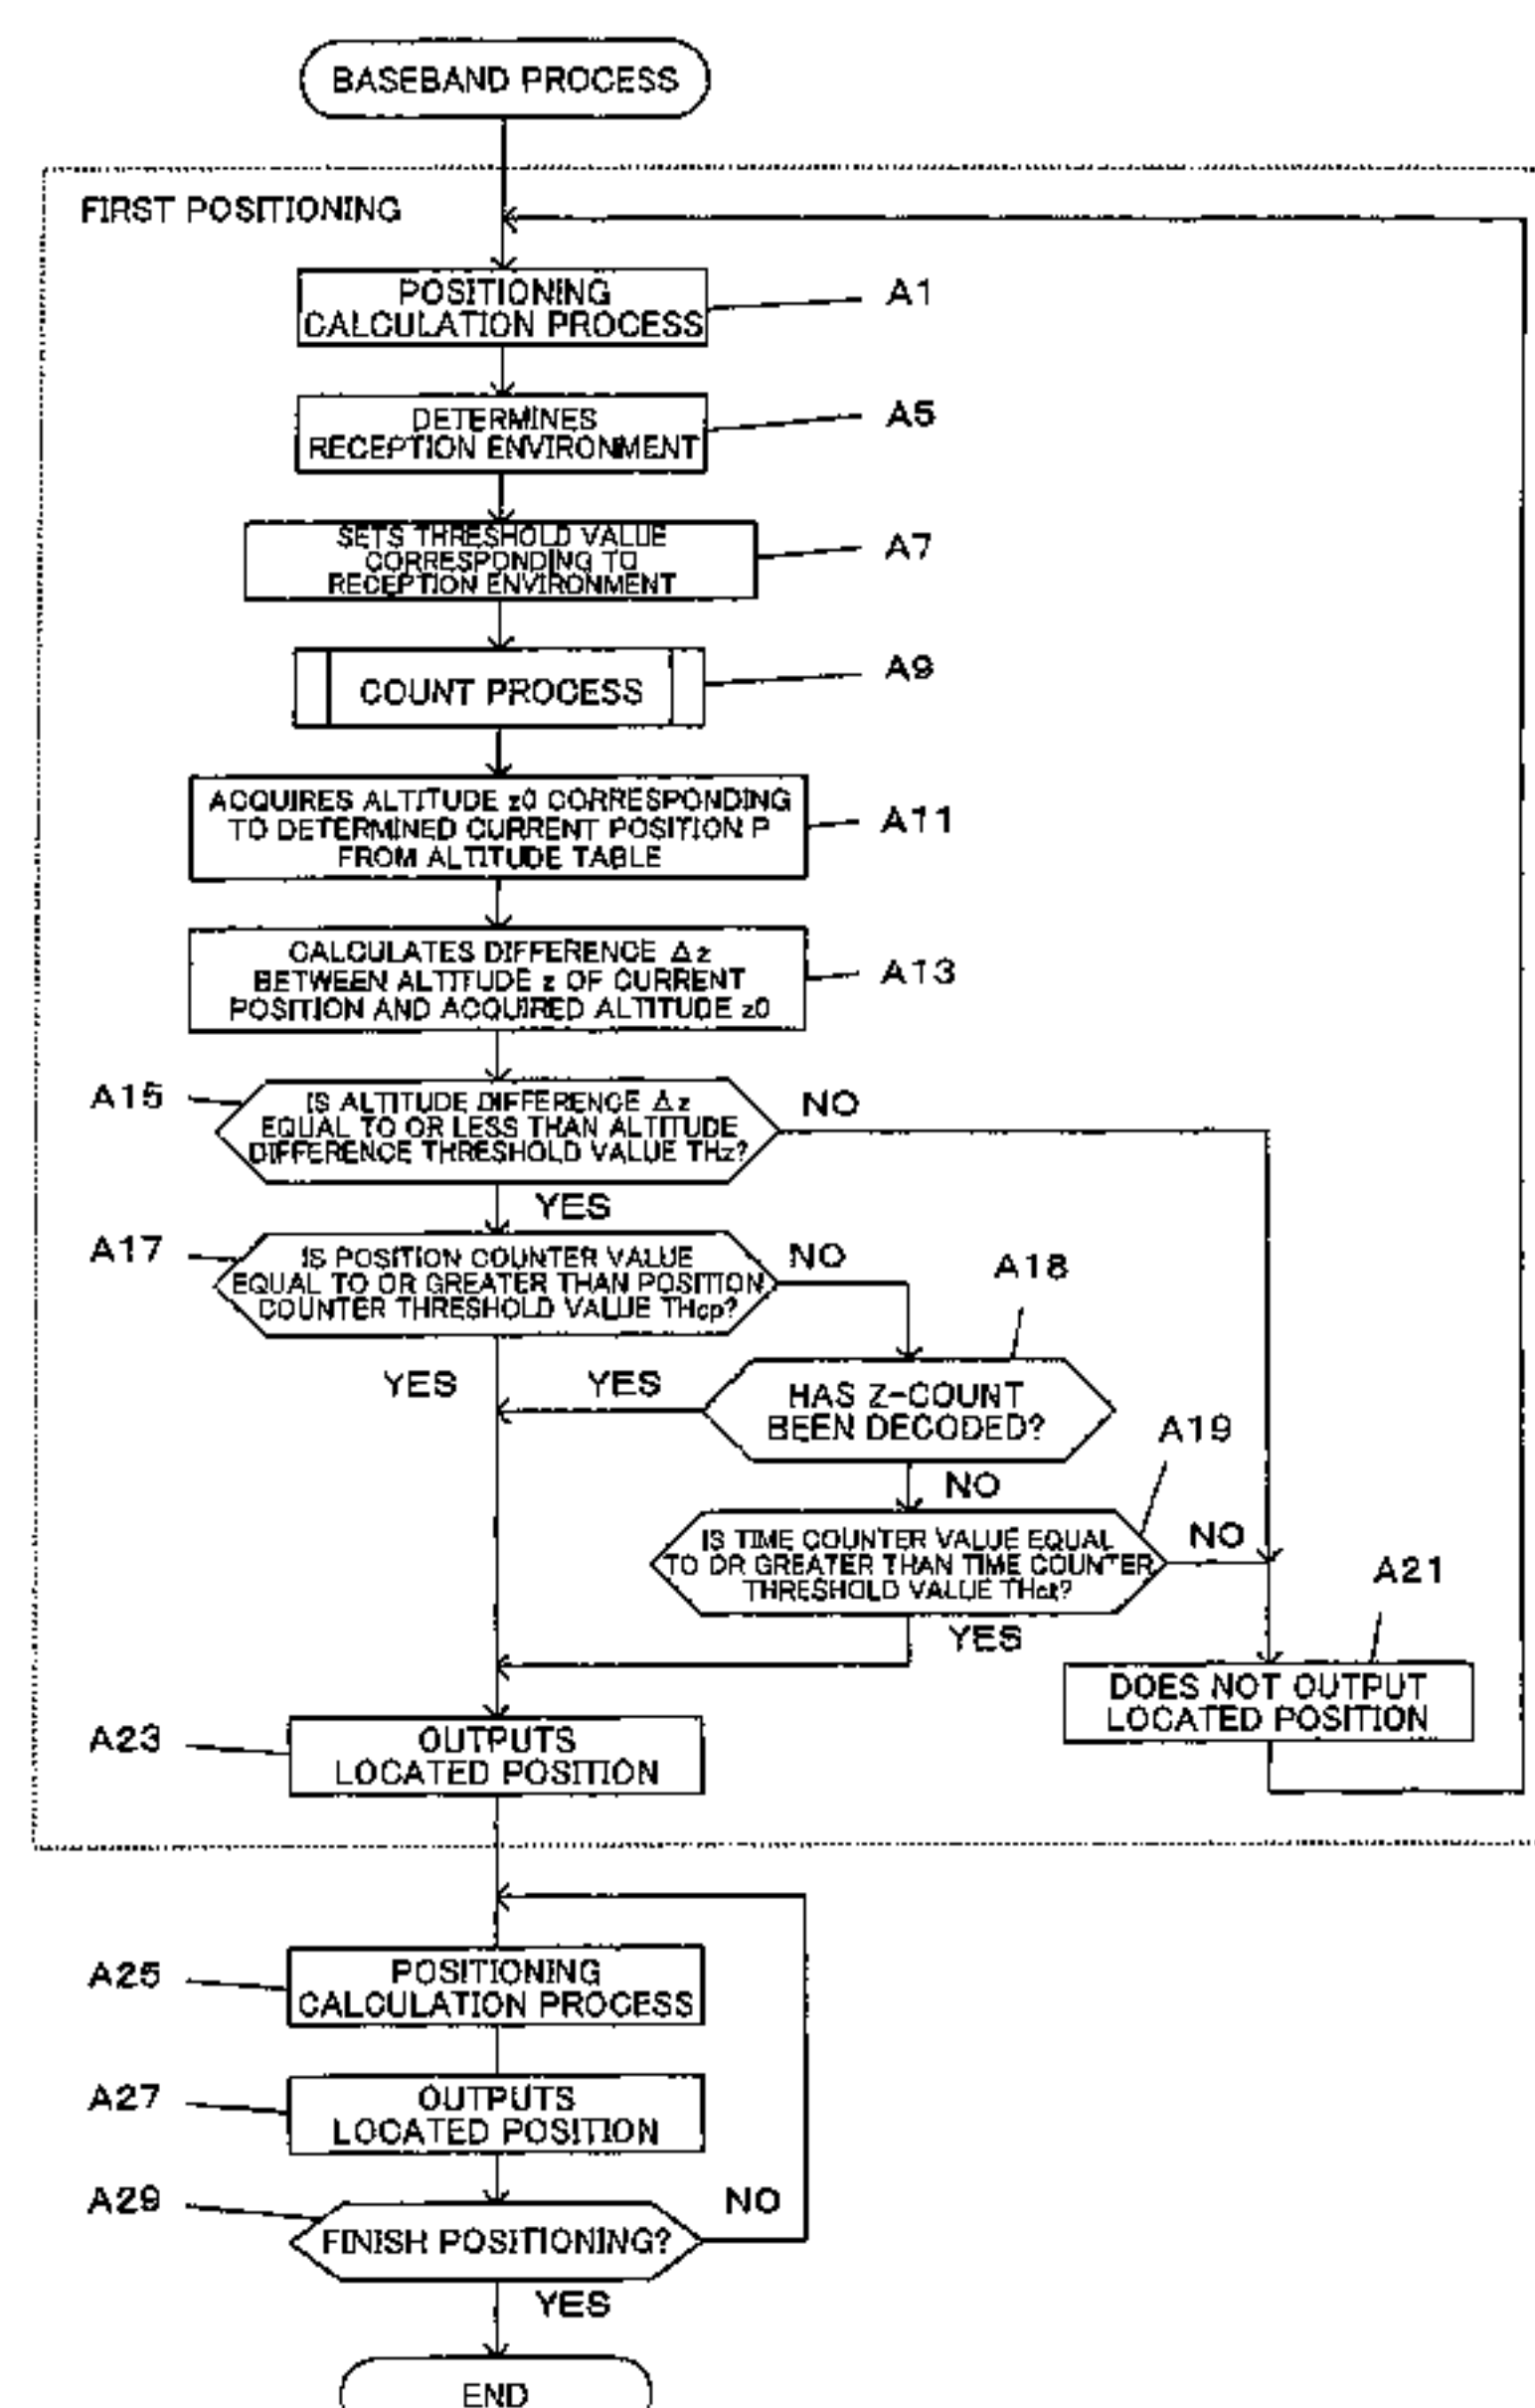 BASEBAND PROCESS
FIRST POSITIONING
POSITIONING
CALCULATION PROCESS
A1
DETERMINES
RECEPTION ENVIRONMENT
A5
SETS THRESHOLD VALUE
CORRESPONDING TO
RECEPTION ENVIRONMENT
A7
COUNT PROCESS
A9
ACQUIRES ALTITUDE z0 CORRESPONDING
TO DETERMINED CURRENT POSITION P
FROM ALTITUDE TABLE
A11
CALCULATES DIFFERENCE Δz
BETWEEN ALTITUDE z OF CURRENT
POSITION AND ACQUIRED ALTITUDE z0
A13
A15
IS ALTITUDE DIFFERENCE Δz
EQUAL TO OR LESS THAN ALTITUDE
DIFFERENCE THRESHOLD VALUE THz?
NO
YES
A17
IS POSITION COUNTER VALUE
EQUAL TO OR GREATER THAN POSITION
COUNTER THRESHOLD VALUE THcp?
NO
A18
YES
YES
HAS Z-COUNT
BEEN DECODED?
A19
NO
IS TIME COUNTER VALUE EQUAL
TO OR GREATER THAN TIME COUNTER
THRESHOLD VALUE THct?
NO
A21
YES
DOES NOT OUTPUT
LOCATED POSITION
A23
OUTPUTS
LOCATED POSITION
A25
POSITIONING
CALCULATION PROCESS
A27
OUTPUTS
LOCATED POSITION
A29
FINISH POSITIONING?
NO
YES
END